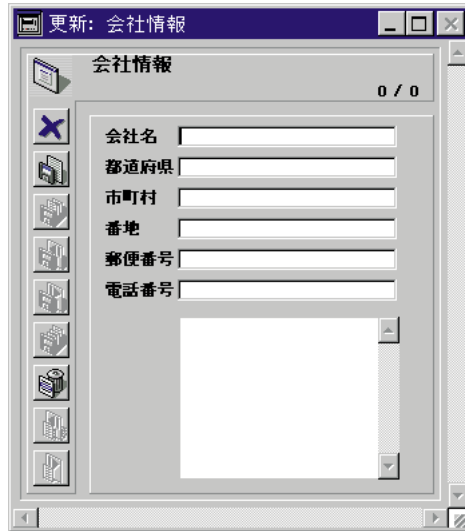 更新: 会社情報
会社情報
0 / 0
会社名
都道府県
市町村
番地
郵便番号
電話番号